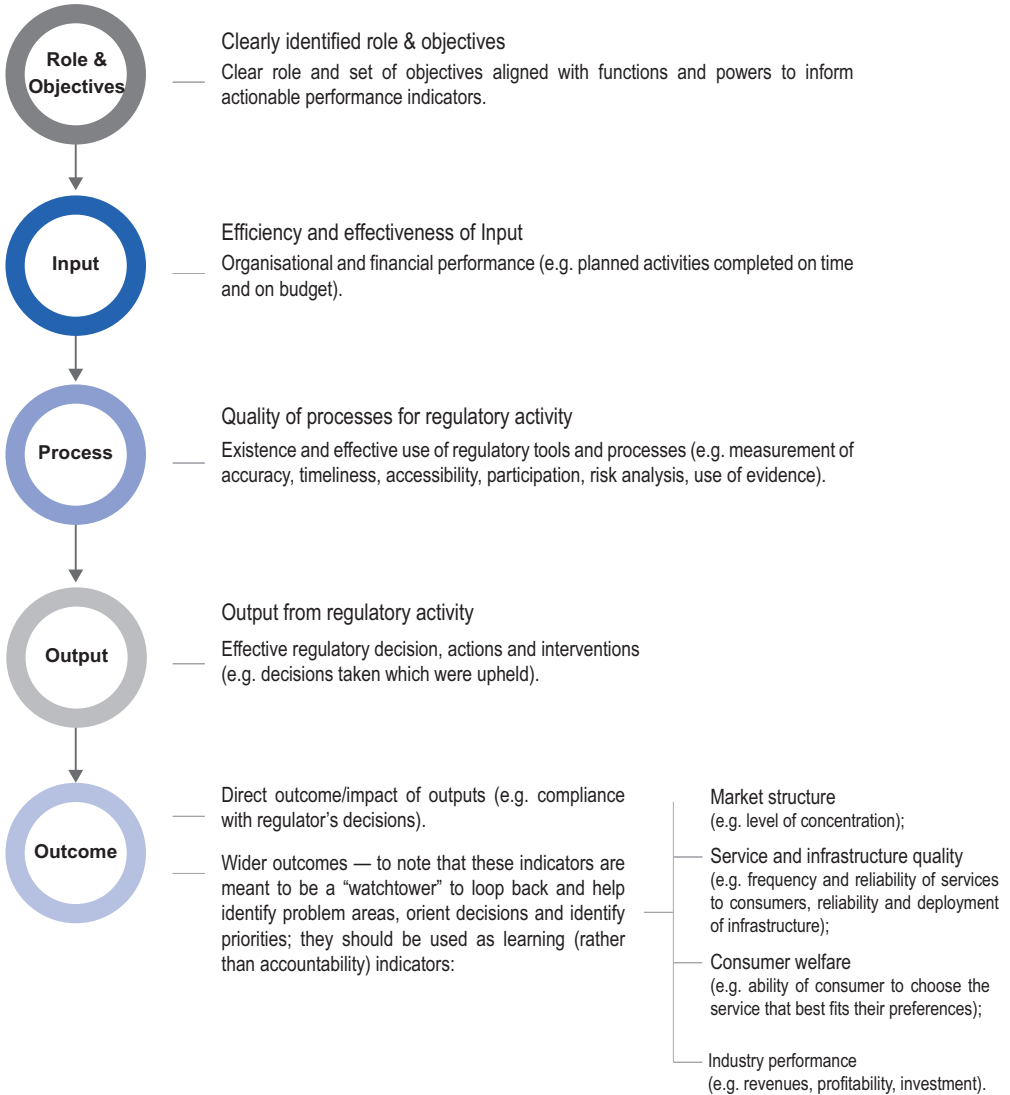 Role &
Objectives
Clearly identified role & objectives
Clear role and set of objectives aligned with functions and powers to inform
actionable performance indicators.
Input
Efficiency and effectiveness of Input
Organisational and financial performance (e.g. planned activities completed on time
and on budget).
Process
Quality of processes for regulatory activity
Existence and effective use of regulatory tools and processes (e.g. measurement of
accuracy, timeliness, accessibility, participation, risk analysis, use of evidence).
Output
Output from regulatory activity
Effective regulatory decision, actions and interventions
(e.g. decisions taken which were upheld).
Outcome
Direct outcome/impact of outputs (e.g. compliance
with regulator’s decisions).
Wider outcomes — to note that these indicators are
meant to be a “watchtower” to loop back and help
identify problem areas, orient decisions and identify
priorities; they should be used as learning (rather
than accountability) indicators:
Market structure
(e.g. level of concentration);
Service and infrastructure quality
(e.g. frequency and reliability of services
to consumers, reliability and deployment
of infrastructure);
Consumer welfare
(e.g. ability of consumer to choose the
service that best fits their preferences);
Industry performance
(e.g. revenues, profitability, investment).